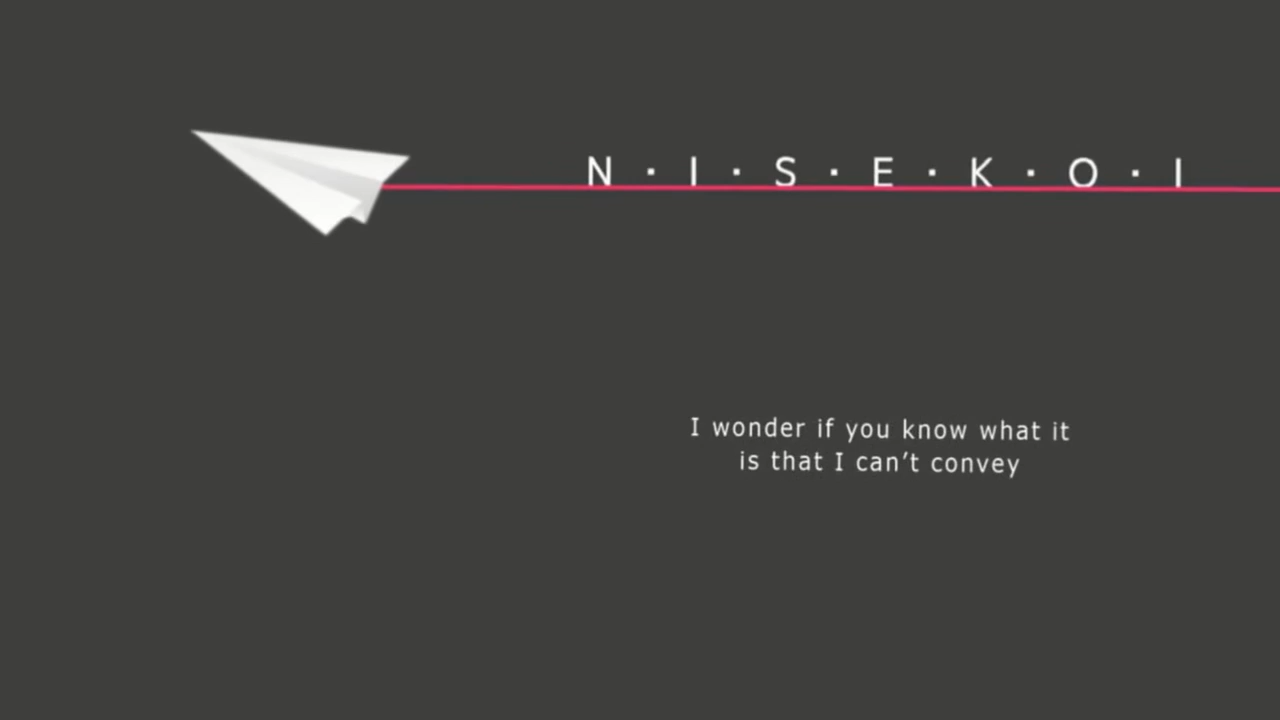 N·I·S·E·K·O·I
I wonder if you know what it
is that I can’t convey